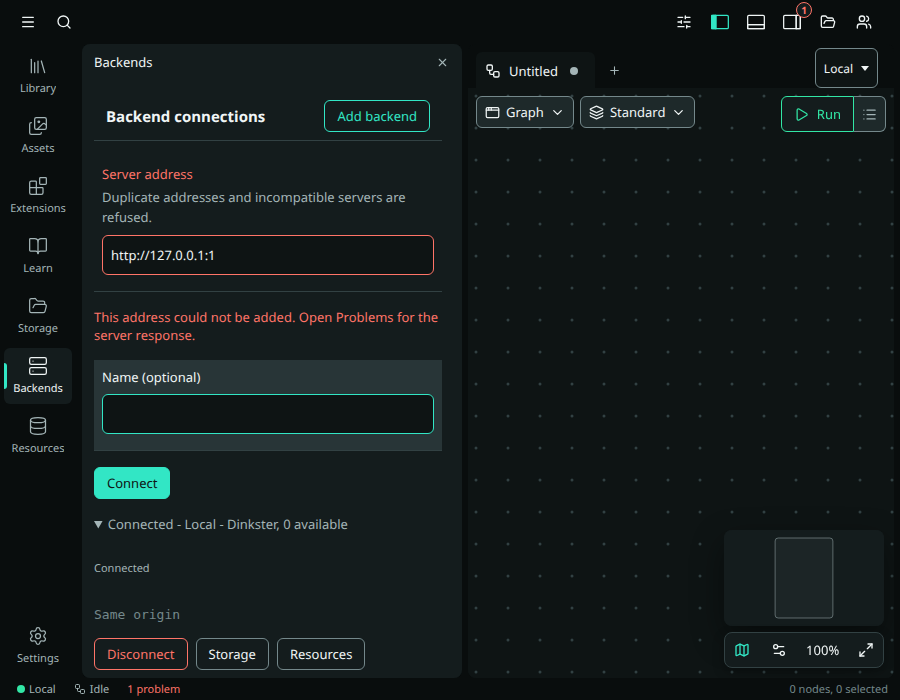 1
Library
Assets
Extensions
Learn
Storage
Backends
Resources
Settings
Backends
Backend connections
Add backend
Server address
Duplicate addresses and incompatible servers are
refused.
http://127.0.0.1:1
This address could not be added. Open Problems for the
server response.
Name (optional)
Connect
Connected - Local - Dinkster, 0 available
Connected
Same origin
Disconnect
Storage
Resources
Untitled
Local
Graph
Standard
Run
100%
Local
Idle
1 problem
0 nodes, 0 selected